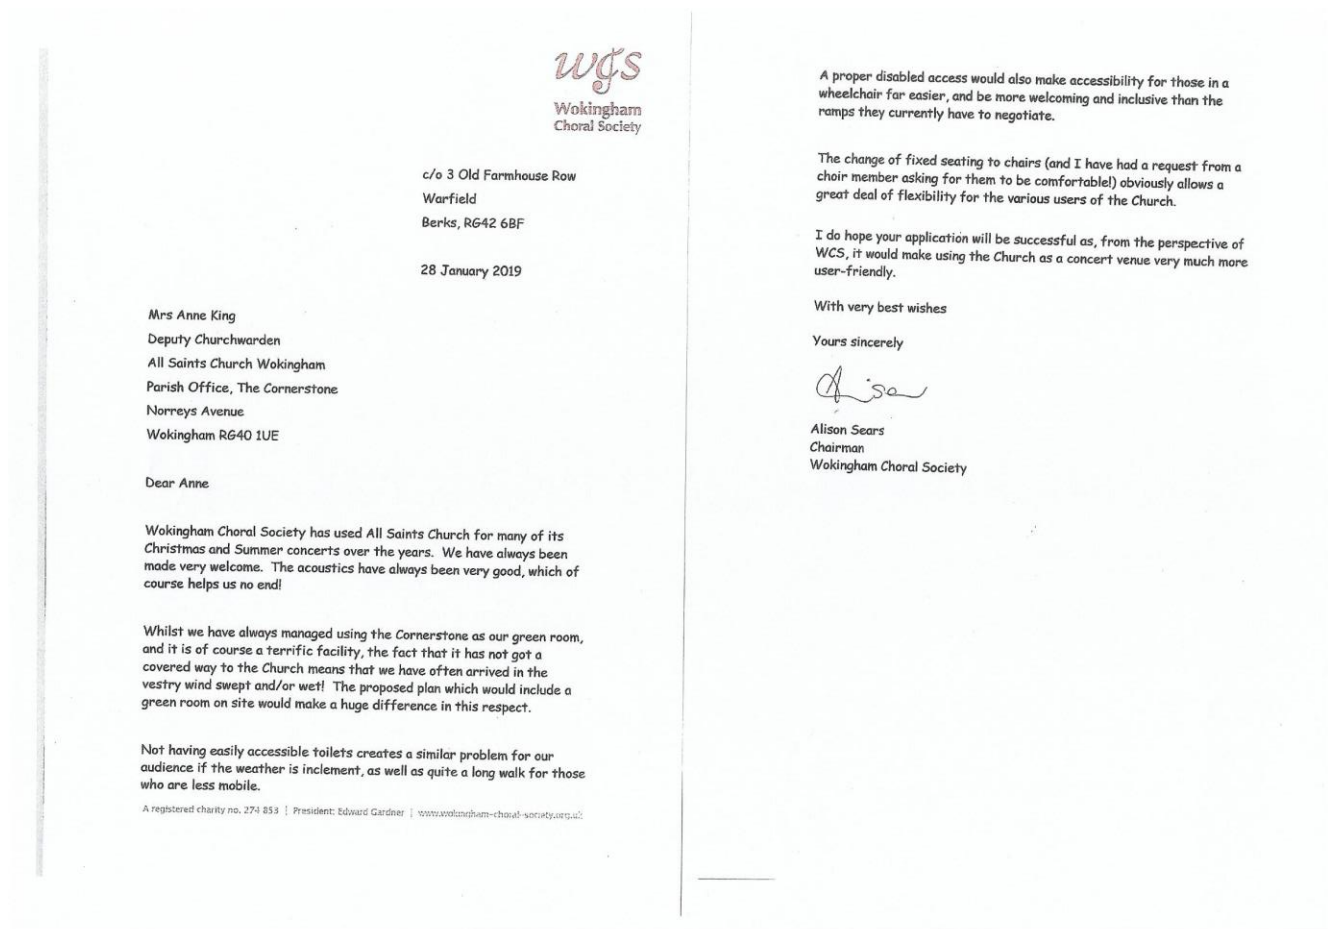 wcs
Wokingham
Choral Society
c/o 3 Old Farmhouse Row
Warfield
Berks, RG42 6BF
28 January 2019
Mrs Anne King
Deputy Churchwarden
All Saints Church Wokingham
Parish Office, The Cornerstone
Norreys Avenue
Wokingham RG40 1UE
Dear Anne
Wokingham Choral Society has used All Saints Church for many of its
Christmas and Summer concerts over the years. We have always been
made very welcome. The acoustics have always been very good, which of
course helps us no end!
Whilst we have always managed using the Cornerstone as our green room,
and it is of course a terrific facility, the fact that it has not got a
covered way to the Church means that we have often arrived in the
vestry wind swept and/or wet! The proposed plan which would include a
green room on site would make a huge difference in this respect.
Not having easily accessible toilets creates a similar problem for our
audience if the weather is inclement, as well as quite a long walk for those
who are less mobile.
A registered charity no. 274 853 | President: Edward Gardner | www.wokingham-choral-society.org.uk
A proper disabled access would also make accessibility for those in a
wheelchair far easier, and be more welcoming and inclusive than the
ramps they currently have to negotiate.
The change of fixed seating to chairs (and I have had a request from a
choir member asking for them to be comfortable!) obviously allows a
great deal of flexibility for the various users of the Church.
I do hope your application will be successful as, from the perspective of
WCS, it would make using the Church as a concert venue very much more
user-friendly.
With very best wishes
Yours sincerely
Alison
Alison Sears
Chairman
Wokingham Choral Society